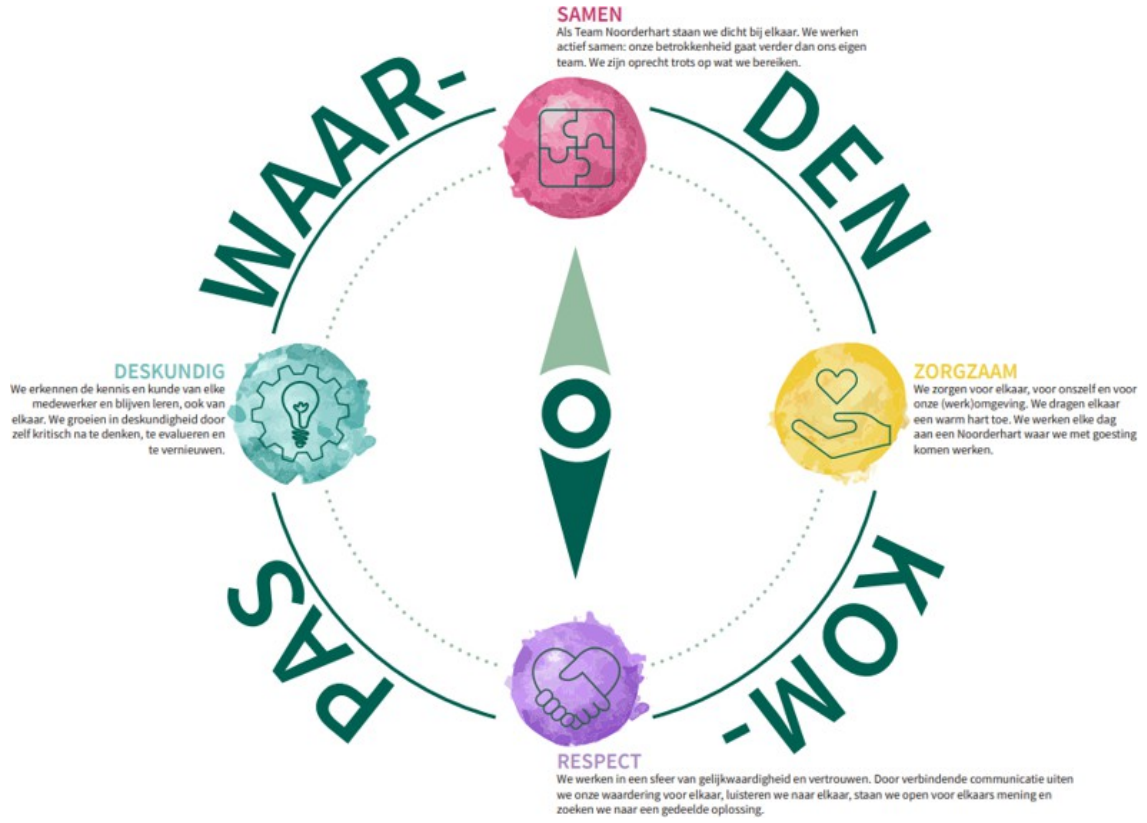 SAMEN
Als Team Noorderhart staan we dicht bij elkaar. We werken
actief samen: onze betrokkenheid gaat verder dan ons eigen
team. We zijn oprecht trots op wat we bereiken.
WAAR-
DEN
DESKUNDIG
We erkennen de kennis en kunde van elke
medewerker en blijven leren, ook van
elkaar. We groeien in deskundigheid door
zelf kritisch na te denken, te evalueren en
te vernieuwen.
ZORGZAAM
We zorgen voor elkaar, voor onszelf en voor
onze (werk)omgeving. We dragen elkaar
een warm hart toe. We werken elke dag
aan een Noorderhart waar we met goesting
komen werken.
KOM-
PAS
RESPECT
We werken in een sfeer van gelijkwaardigheid en vertrouwen. Door verbindende communicatie uiten
we onze waardering voor elkaar, luisteren we naar elkaar, staan we open voor elkaars mening en
zoeken we naar een gedeelde oplossing.